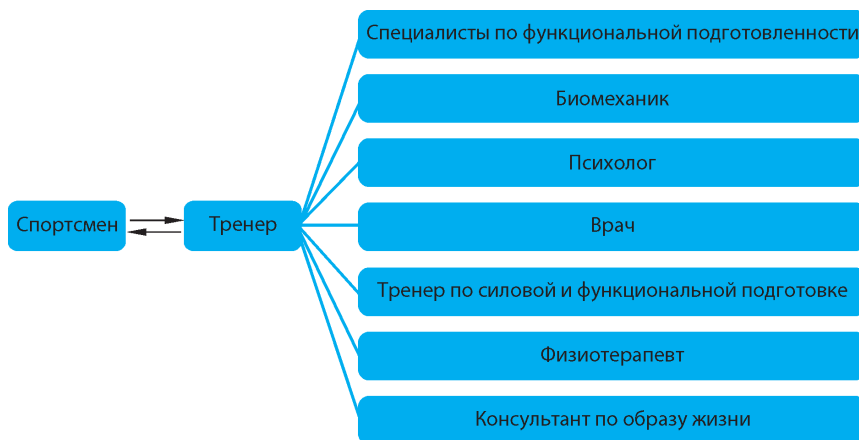 Спортсмен
Тренер
Специалисты по функциональной подготовленности
Биомеханик
Психолог
Врач
Тренер по силовой и функциональной подготовке
Физиотерапевт
Консультант по образу жизни